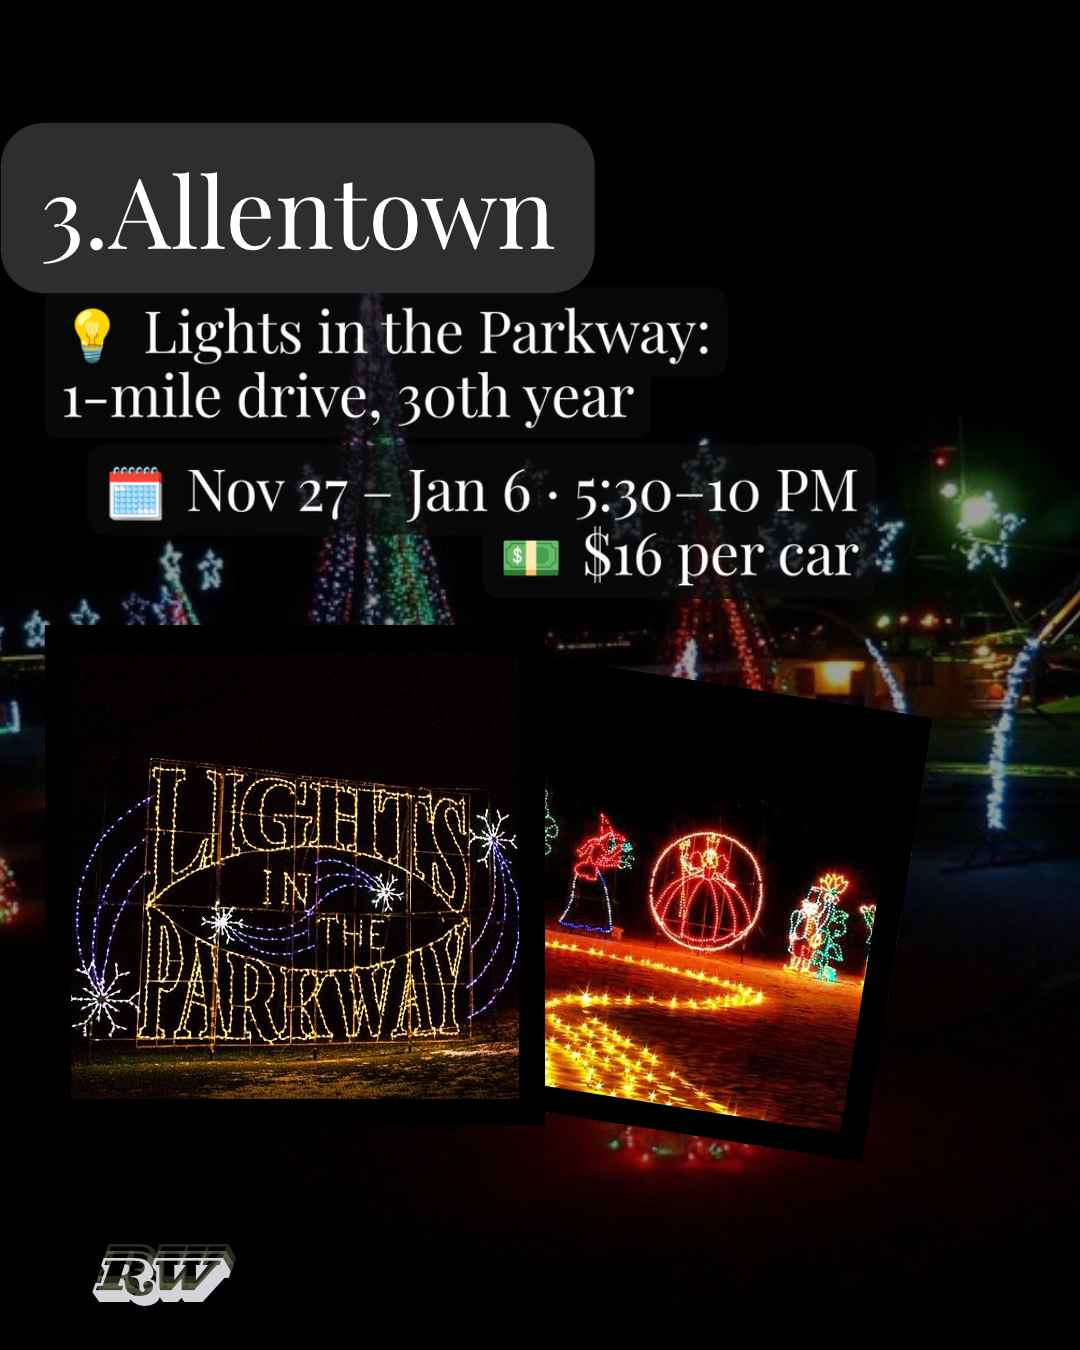 3.Allentown
💡 Lights in the Parkway:
1-mile drive, 30th year
🗓️ Nov 27 – Jan 6 · 5:30–10 PM
💵 $16 per car
LIGHTS
IN
THE
PARKWAY
RW